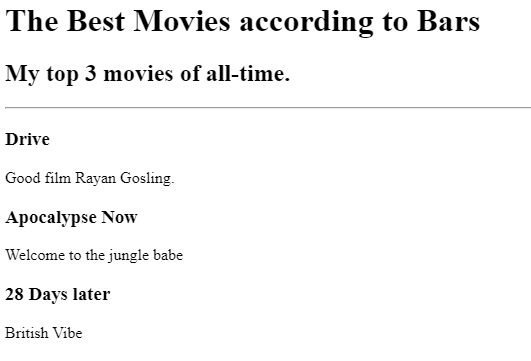 The Best Movies according to Bars
My top 3 movies of all-time.
Drive
Good film Rayan Gosling.
Apocalypse Now
Welcome to the jungle babe
28 Days later
British Vibe